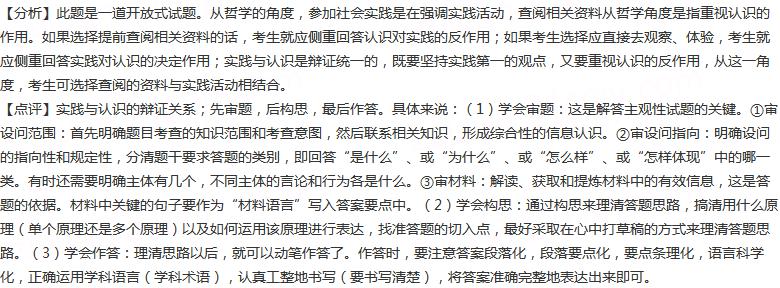 【分析】此题是一道开放式试题。从哲学的角度，参加社会实践是在强调实践活动，查阅相关资料从哲学角度是指重视认识的
作用。如果选择提前查阅相关资料的话，考生就应侧重回答认识对实践的反作用；如果考生选择应直接去观察、体验，考生就
应侧重回答实践对认识的决定作用；实践与认识是辩证统一的，既要坚持实践第一的观点，又要重视认识的反作用，从这一角
度，考生可选择查阅的资料与实践活动相结合。
【点评】实践与认识的辩证关系；先审题，后构思，最后作答。具体来说：（1）学会审题：这是解答主观性试题的关键。①审
设问范围：首先明确题目考查的知识范围和考查意图，然后联系相关知识，形成综合性的信息认识。②审设问指向：明确设问
的指向性和规定性，分清题干要求答题的类别，即回答“是什么”、或“为什么”、或“怎么样”、或“怎样体现”中的哪一
类。有时还需要明确主体有几个，不同主体的言论和行为各是什么。③审材料：解读、获取和提炼材料中的有效信息，这是答
题的依据。材料中关键的句子要作为“材料语言”写入答案要点中。（2）学会构思：通过构思来理清答题思路，搞清用什么原
理（单个原理还是多个原理）以及如何运用该原理进行表达，找准答题的切入点，最好采取在心中打草稿的方式来理清答题思
路。（3）学会作答：理清思路以后，就可以动笔作答了。作答时，要注意答案段落化，段落要点化，要点条理化，语言科学
化，正确运用学科语言（学科术语），认真工整地书写（要书写清楚），将答案准确完整地表达出来即可。